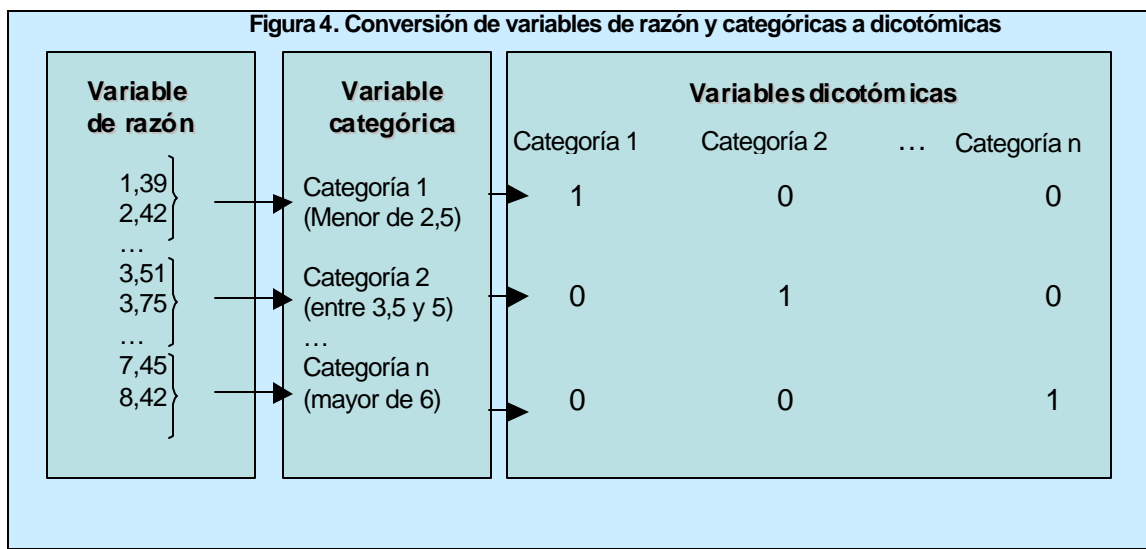 Figura 4. Conversión de variables de razón y categóricas a dicotómicas
Variable
de razón
1,39
2,42
…
3,51
3,75
…
7,45
8,42
Variable
categórica
Categoría 1
(Menor de 2,5)
Categoría 2
(entre 3,5 y 5)
…
Categoría n
(mayor de 6)
Variables dicotómicas
Categoría 1 Categoría 2 … Categoría n
1 0 0
0 1 0
0 0 1